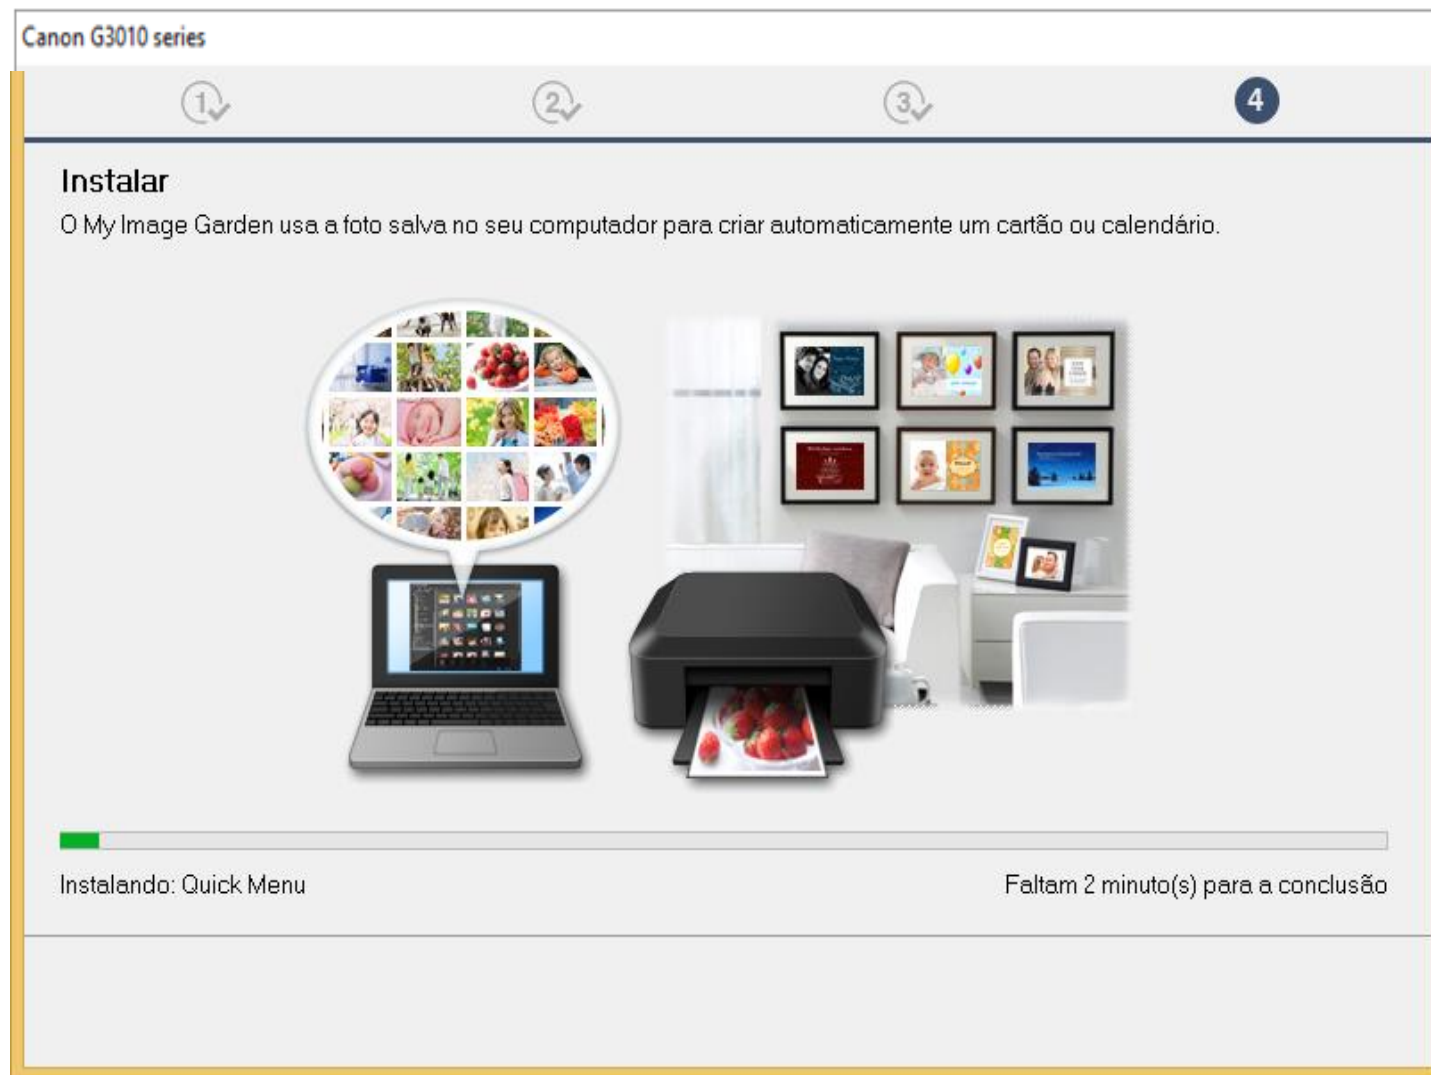 Canon G3010 series
1 2 3 4
Instalar
O My Image Garden usa a foto salva no seu computador para criar automaticamente um cartão ou calendário.
Instalando: Quick Menu
Faltam 2 minuto(s) para a conclusão